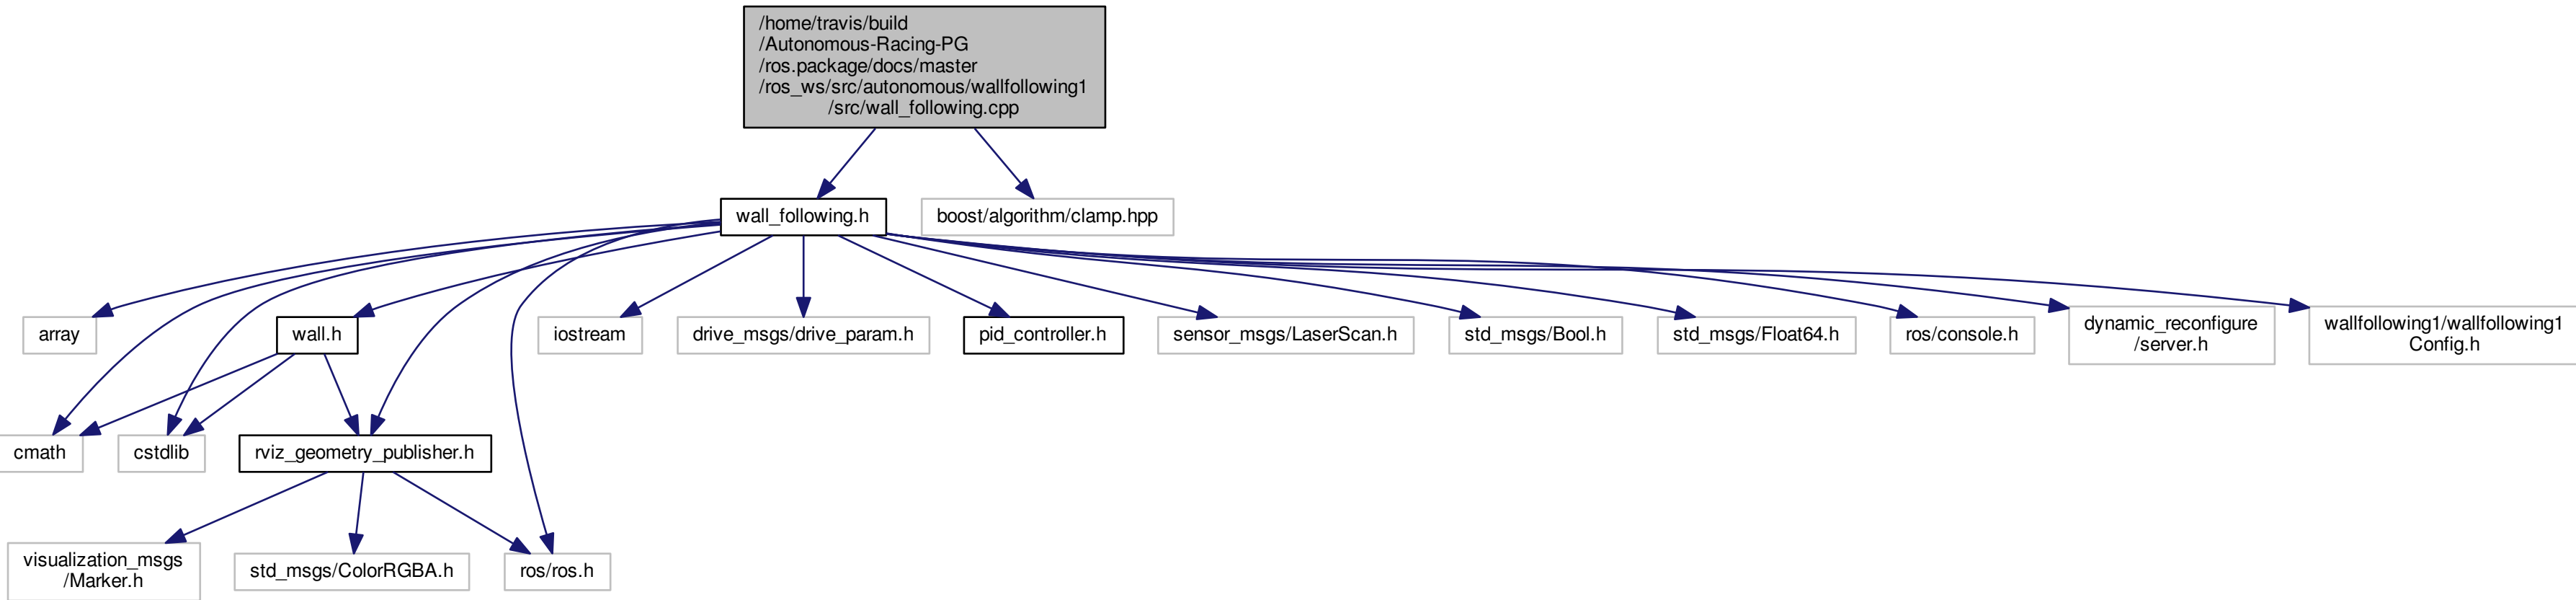 /home/travis/build
/Autonomous-Racing-PG
/ros.package/docs/master
/ros_ws/src/autonomous/wallfollowing1
/src/wall_following.cpp
wall_following.h
boost/algorithm/clamp.hpp
array
wall.h
iostream
drive_msgs/drive_param.h
pid_controller.h
sensor_msgs/LaserScan.h
std_msgs/Bool.h
std_msgs/Float64.h
ros/console.h
dynamic_reconfigure
/server.h
wallfollowing1/wallfollowing1
Config.h
cmath
cstdlib
rviz_geometry_publisher.h
visualization_msgs
/Marker.h
std_msgs/ColorRGBA.h
ros/ros.h